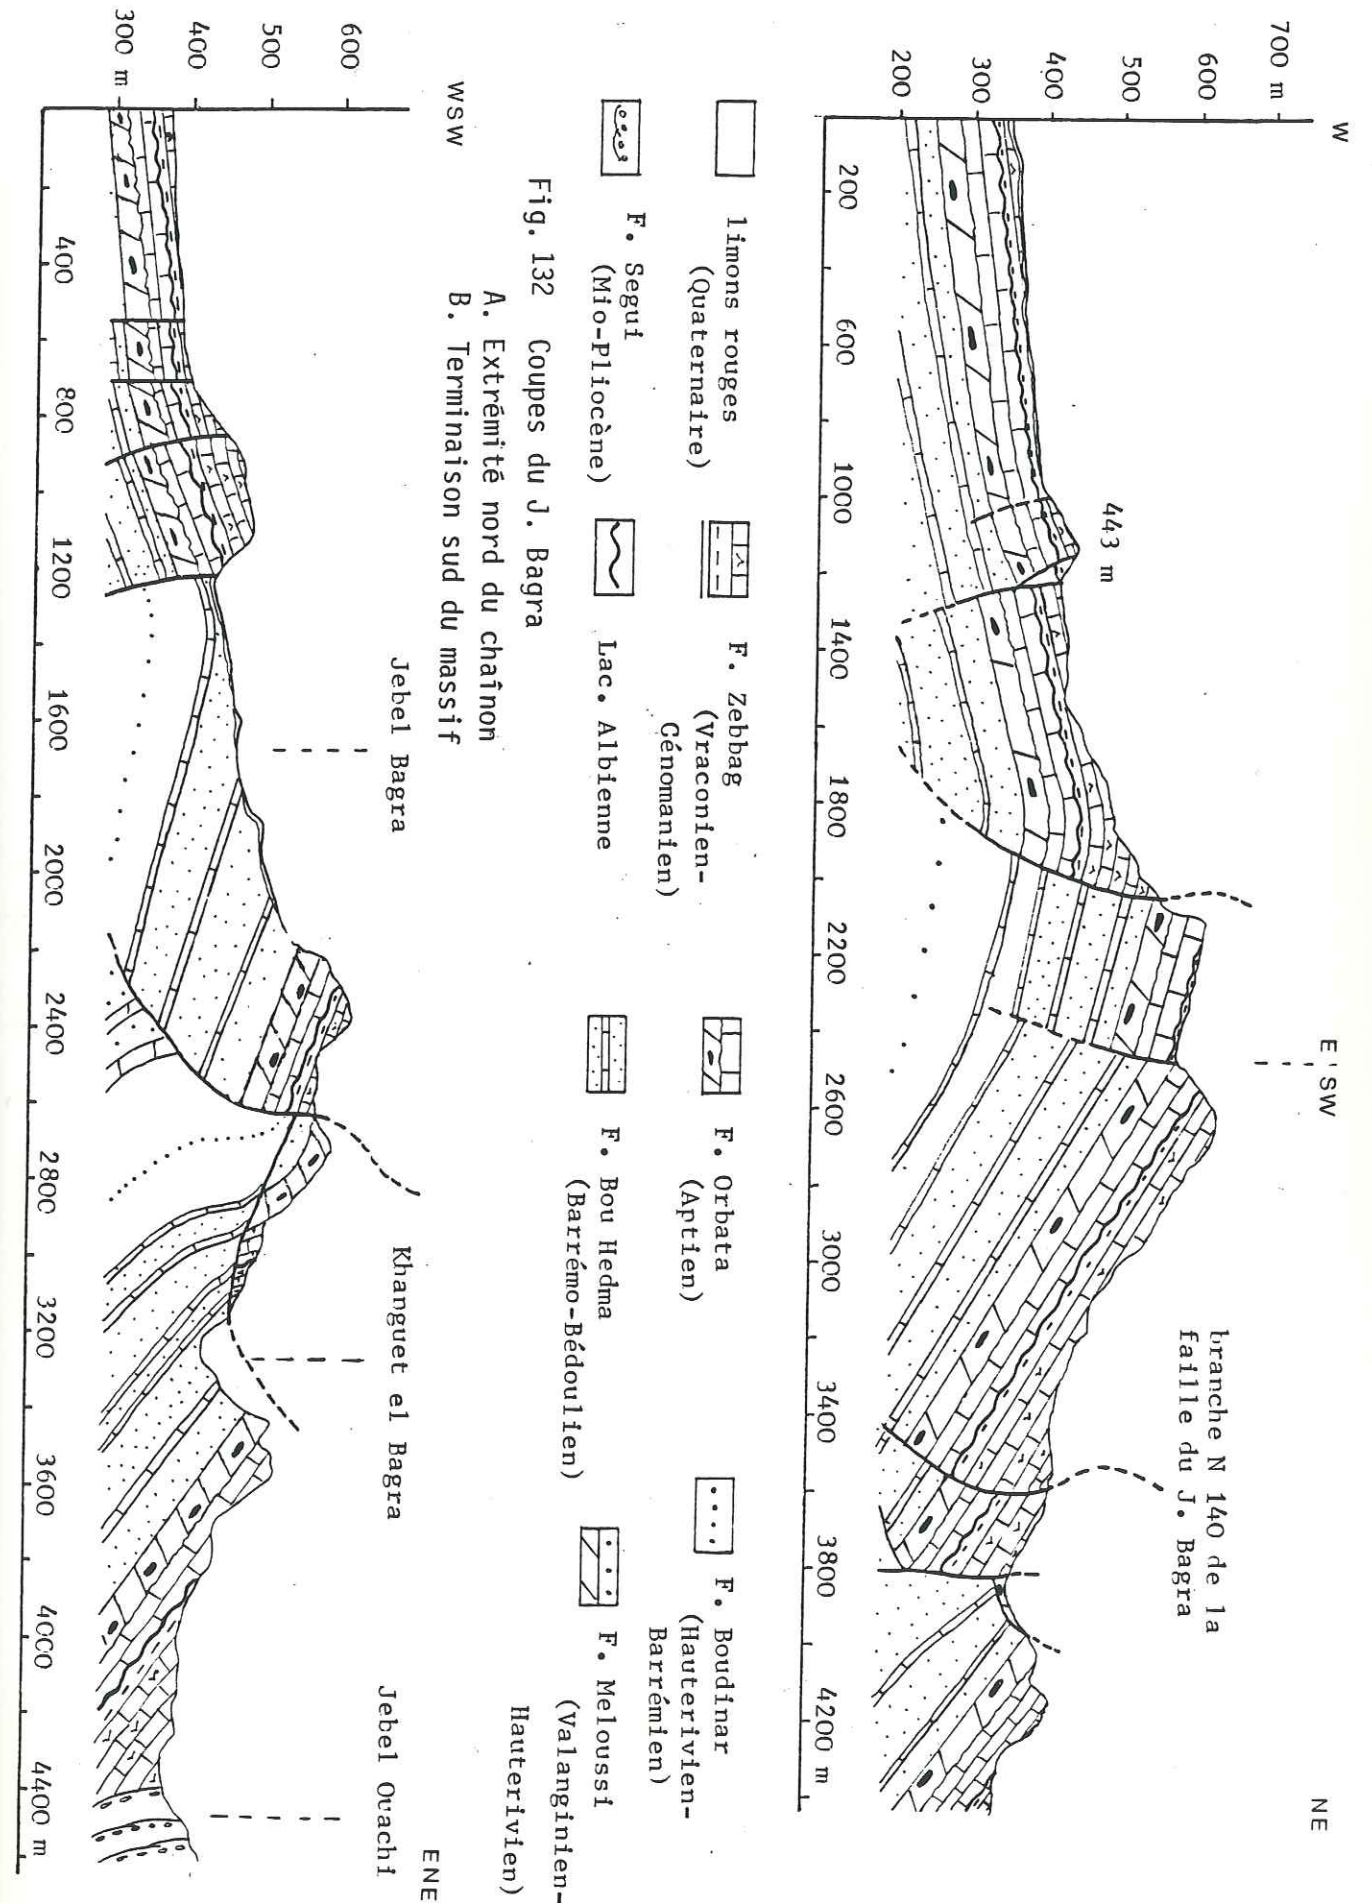 W
E SW
NE
700 m
600
500
400
300
200
443 m
branche N 140 de la
faille du J. Bagra
200
600
1000
1400
1800
2200
2600
3000
3400
3800
4200 m
limons rouges
(Quaternaire)
F. Zebbag
(Vraconien-
Cénomanien)
F. Orbata
(Aptien)
F. Boudinar
(Hauterivien-
Barrémien)
F. Segui
(Mio-Pliocène)
Lac. Albienne
F. Bou Hedma
(Barrémo-Bédoulien)
F. Meloussi
(Valanginien-
Hauterivien)
Fig. 132 Coupes du J. Bagra
A. Extrémité nord du chaînon
B. Terminaison sud du massif
WSW
ENE
Jebel Bagra
Khanguet el Bagra
Jebel Ouachi
600
500
400
300 m
400
800
1200
1600
2000
2400
2800
3200
3600
4000
4400 m